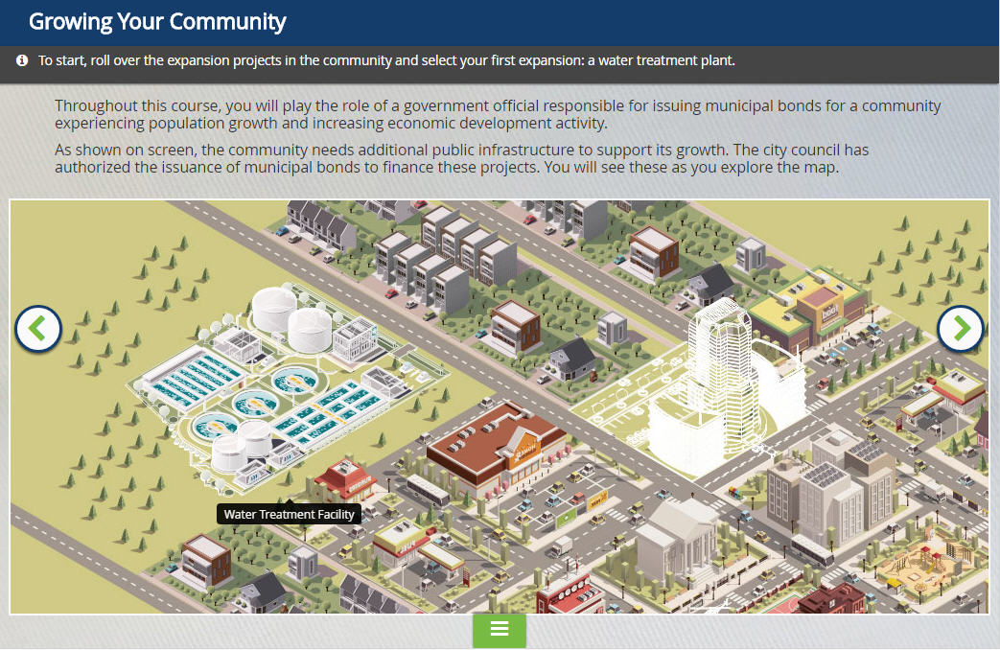 Growing Your Community
To start, roll over the expansion projects in the community and select your first expansion: a water treatment plant.
Throughout this course, you will play the role of a government official responsible for issuing municipal bonds for a community
experiencing population growth and increasing economic development activity.
As shown on screen, the community needs additional public infrastructure to support its growth. The city council has
authorized the issuance of municipal bonds to finance these projects. You will see these as you explore the map.
Water Treatment Facility